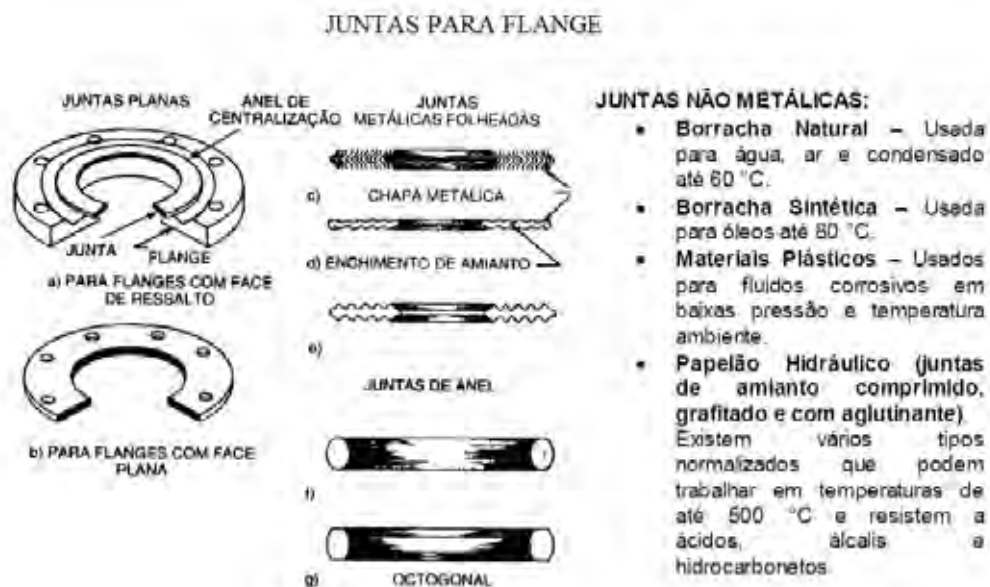 JUNTAS PARA FLANGE
JUNTAS PLANAS
ANEL DE
CENTRALIZAÇÃO
JUNTA
FLANGE
a) PARA FLANGES COM FACE
DE RESSALTO
b) PARA FLANGES COM FACE
PLANA
JUNTAS
METÁLICAS FOLHEADAS
c) CHAPA METALICA
d) ENCHIMENTO DE AMIANTO
e)
JUNTAS DE ANEL
f)
g) OCTOGONAL
JUNTAS NÃO METÁLICAS:
• Borracha Natural – Usada
para água, ar e condensado
até 60 °C.
• Borracha Sintética – Usada
para óleos até 80 °C.
• Materiais Plásticos – Usados
para fluidos corrosivos em
baixas pressão e temperatura
ambiente.
• Papelão Hidráulico (juntas
de amianto comprimido,
grafitado e com aglutinante)
Existem vários tipos
normalizados que podem
trabalhar em temperaturas de
até 500 °C e resistem a
ácidos, álcalis e
hidrocarbonetos